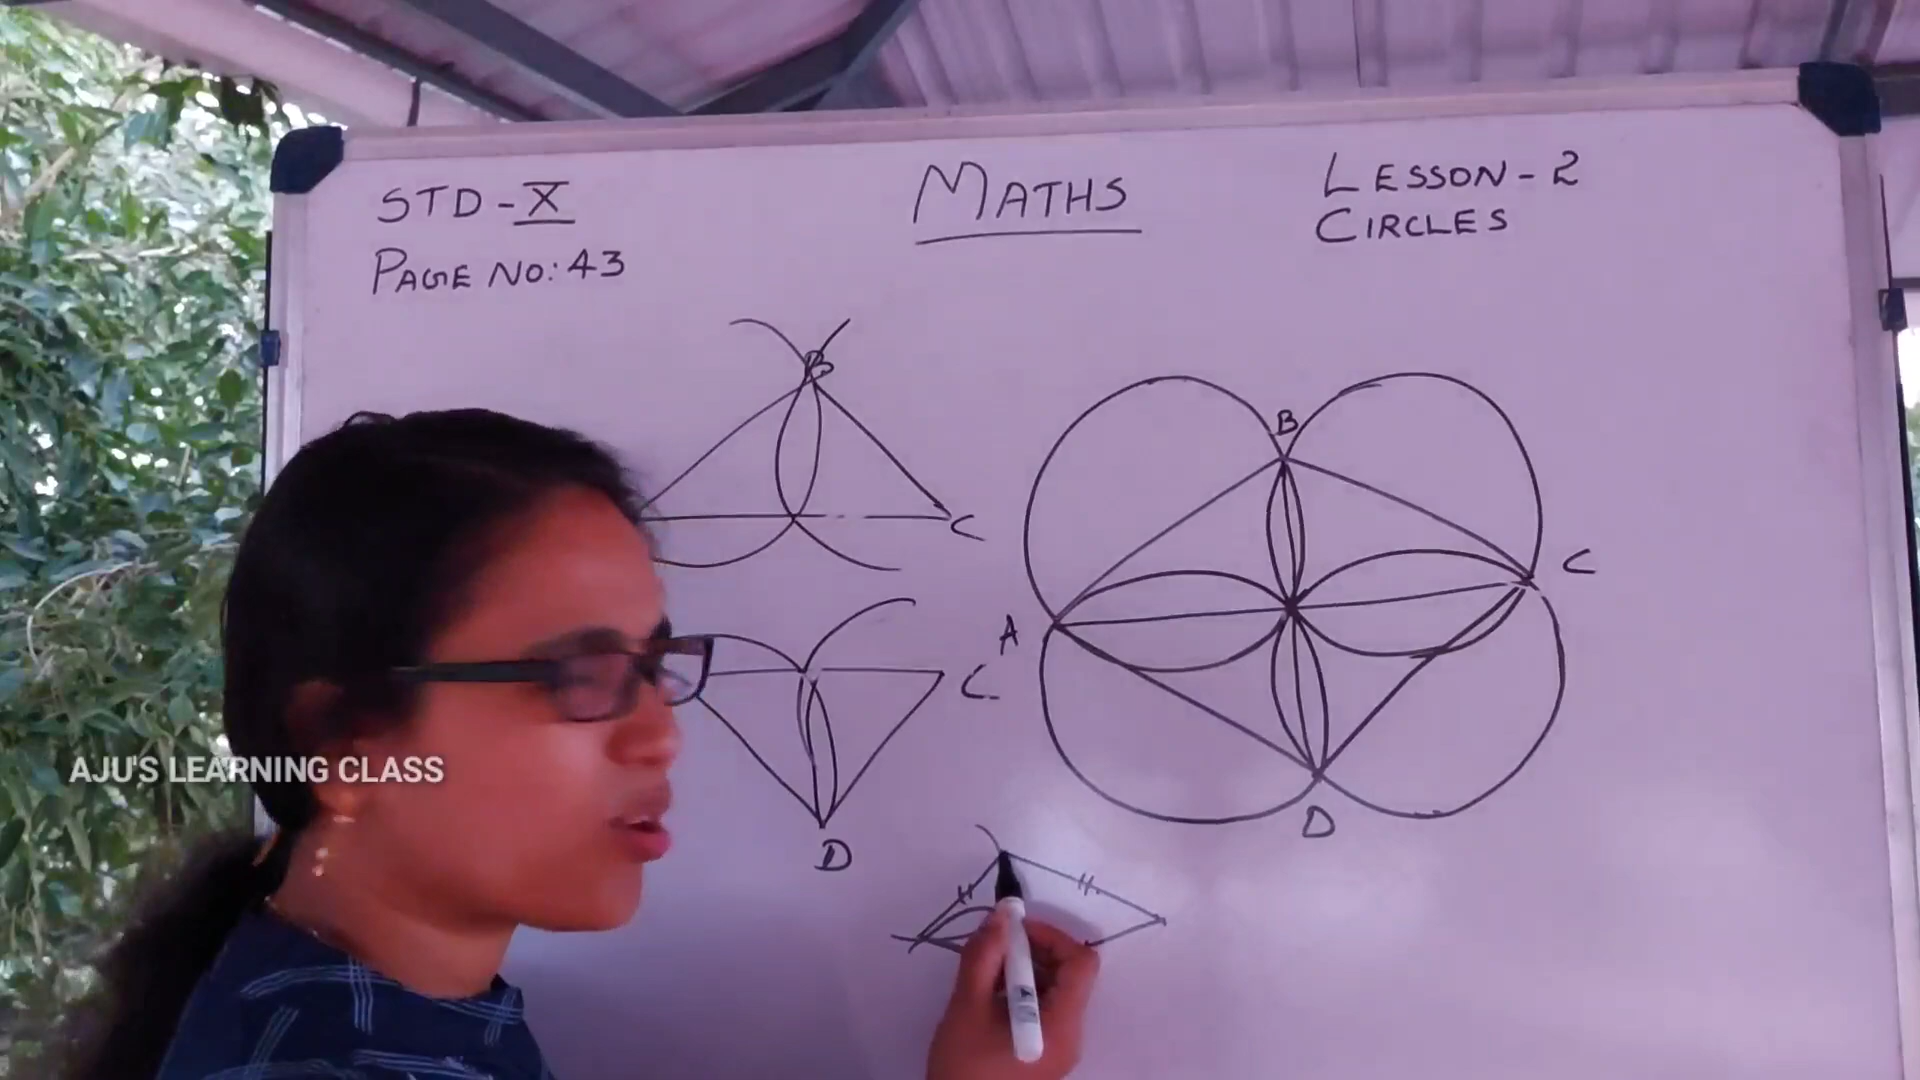 STD - X
MATHS
LESSON - 2
CIRCLES
PAGE NO: 43
B
C
C
D
B
C
A
D
AJU'S LEARNING CLASS